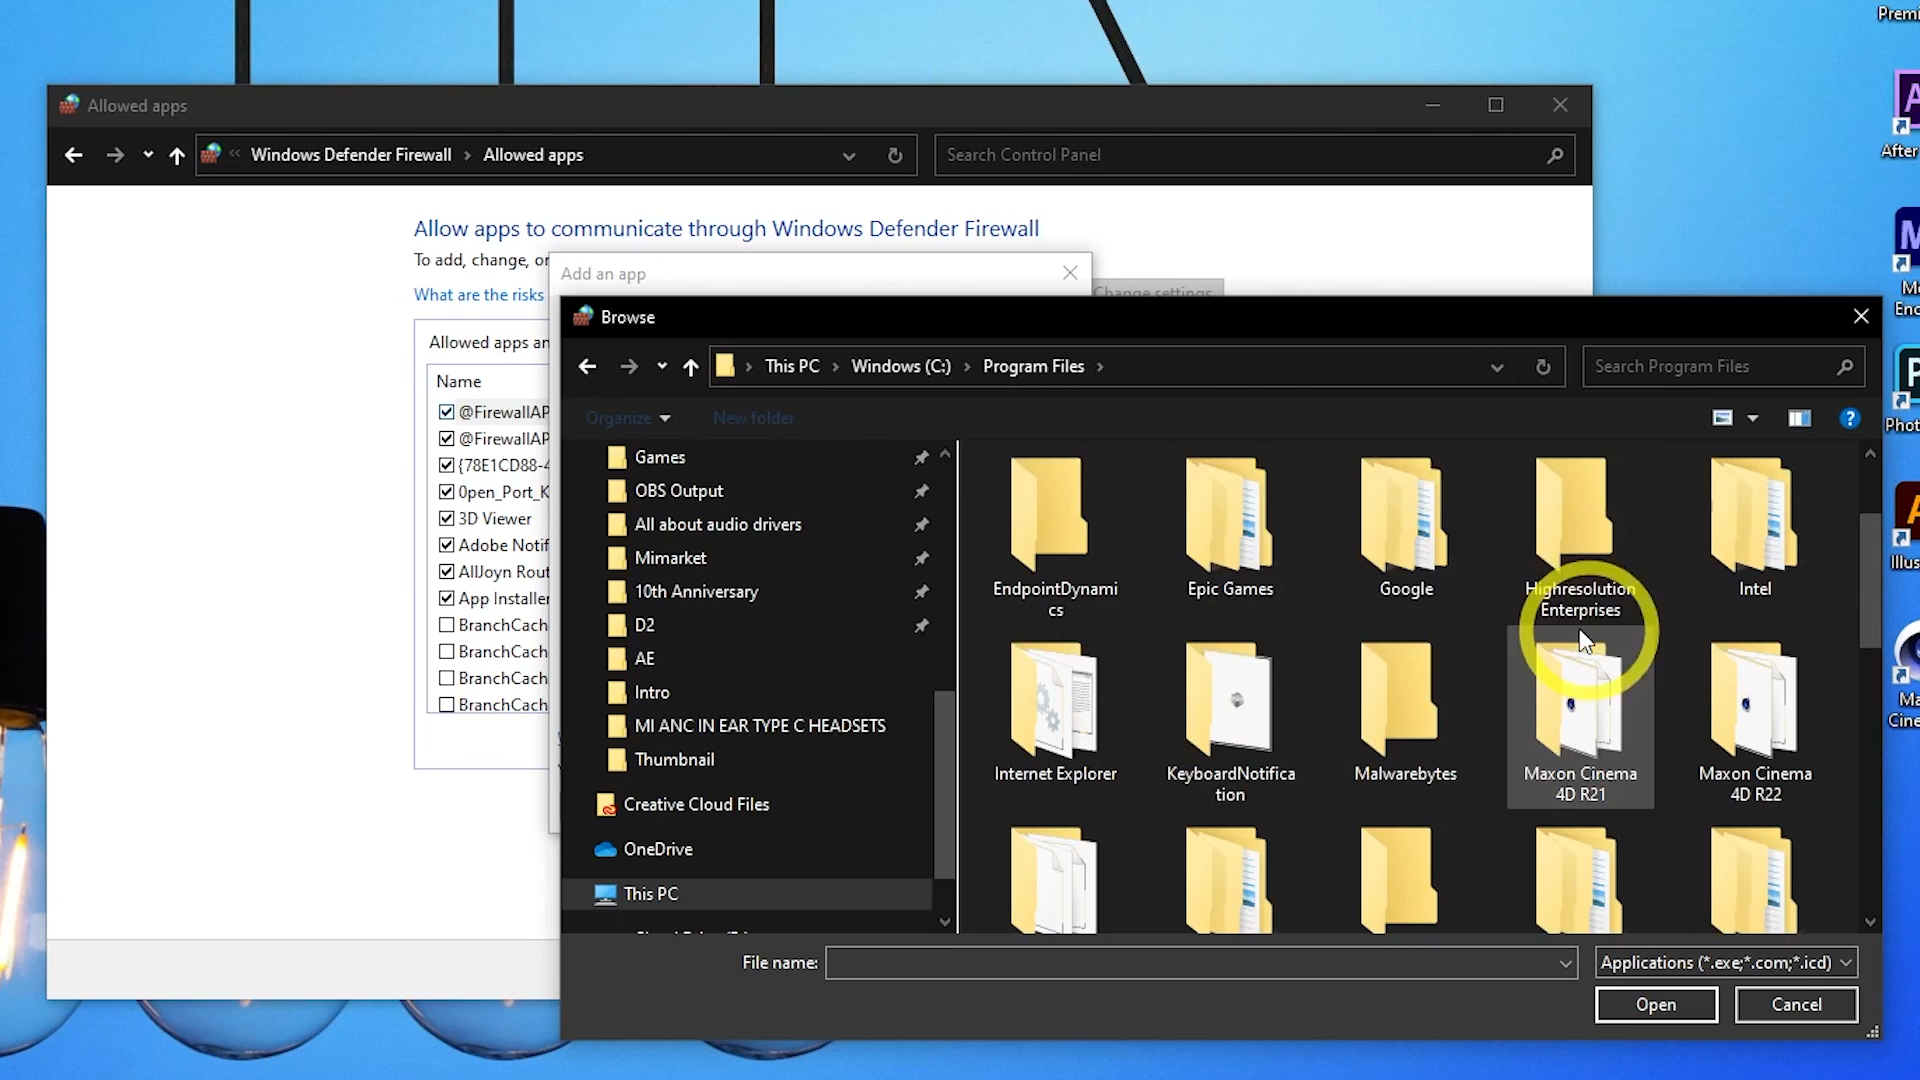 Premi
Allowed apps
Windows Defender Firewall
Allowed apps
Search Control Panel
After
Allow apps to communicate through Windows Defender Firewall
To add, change, or
What are the risks
Add an app
Change settings
Allowed apps an
Name
@FirewallAP
@FirewallAP
{78E1CD88-4
0pen_Port_K
3D Viewer
Adobe Notif
AllJoyn Rout
App Installer
BranchCach
BranchCach
BranchCach
BranchCach
Browse
This PC
Windows (C:)
Program Files
Search Program Files
Organize
New folder
Games
OBS Output
All about audio drivers
Mimarket
10th Anniversary
D2
AE
Intro
MI ANC IN EAR TYPE C HEADSETS
Thumbnail
Creative Cloud Files
OneDrive
This PC
EndpointDynami
cs
Epic Games
Google
Highresolution
Enterprises
Intel
Internet Explorer
KeyboardNotifica
tion
Malwarebytes
Maxon Cinema
4D R21
Maxon Cinema
4D R22
File name:
Applications (*.exe;*.com;*.icd)
Open
Cancel
Me
Enc
Phot
Illus
Ma
Cine